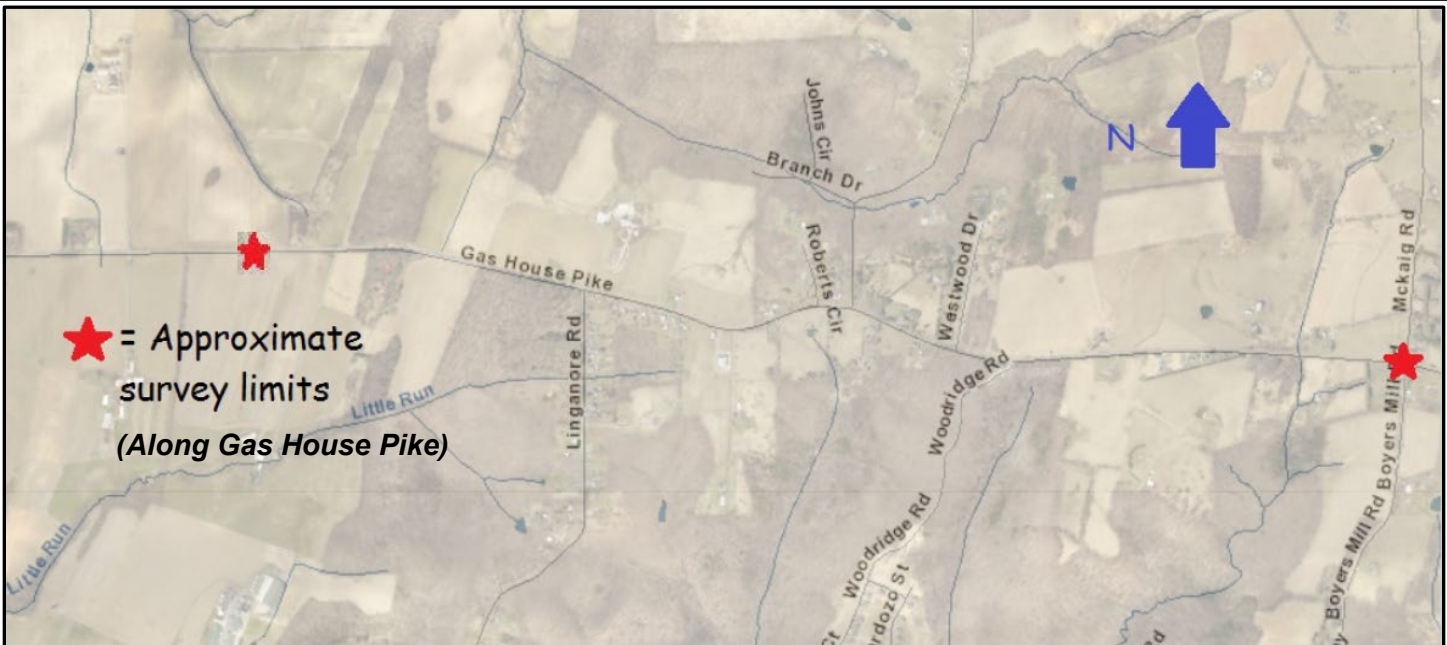 Johns Cir
Branch Dr
N
Mckaig Rd
Gas House Pike
Roberts Cir
Westwood Dr
= Approximate
survey limits
(Along Gas House Pike)
Little Run
Linganore Rd
Woodridge Rd
Boyers Mill Rd
Woodridge Rd
Boyers Mill Rd
Little Run
Ct
Rd